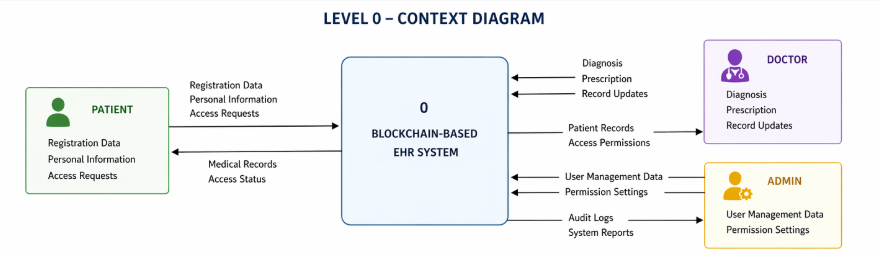 LEVEL 0 – CONTEXT DIAGRAM
PATIENT
Registration Data
Personal Information
Access Requests
Registration Data
Personal Information
Access Requests
Medical Records
Access Status
0
BLOCKCHAIN-BASED
EHR SYSTEM
Diagnosis
Prescription
Record Updates
Patient Records
Access Permissions
User Management Data
Permission Settings
Audit Logs
System Reports
DOCTOR
Diagnosis
Prescription
Record Updates
ADMIN
User Management Data
Permission Settings